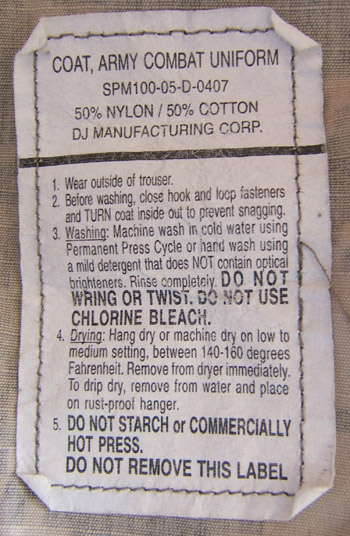 COAT, ARMY COMBAT UNIFORM
SPM100-05-D-0407
50% NYLON / 50% COTTON
DJ MANUFACTURING CORP.
1. Wear outside of trouser.
2. Before washing, close hook and loop fasteners
and TURN coat inside out to prevent snagging.
3. Washing: Machine wash in cold water using
Permanent Press Cycle or hand wash using
a mild detergent that does NOT contain optical
brighteners. Rinse completely. DO NOT
WRING OR TWIST. DO NOT USE
CHLORINE BLEACH.
4. Drying: Hang dry or machine dry on low to
medium setting, between 140-160 degrees
Fahrenheit. Remove from dryer immediately.
To drip dry, remove from water and place
on rust-proof hanger.
5. DO NOT STARCH or COMMERCIALLY
HOT PRESS.
DO NOT REMOVE THIS LABEL